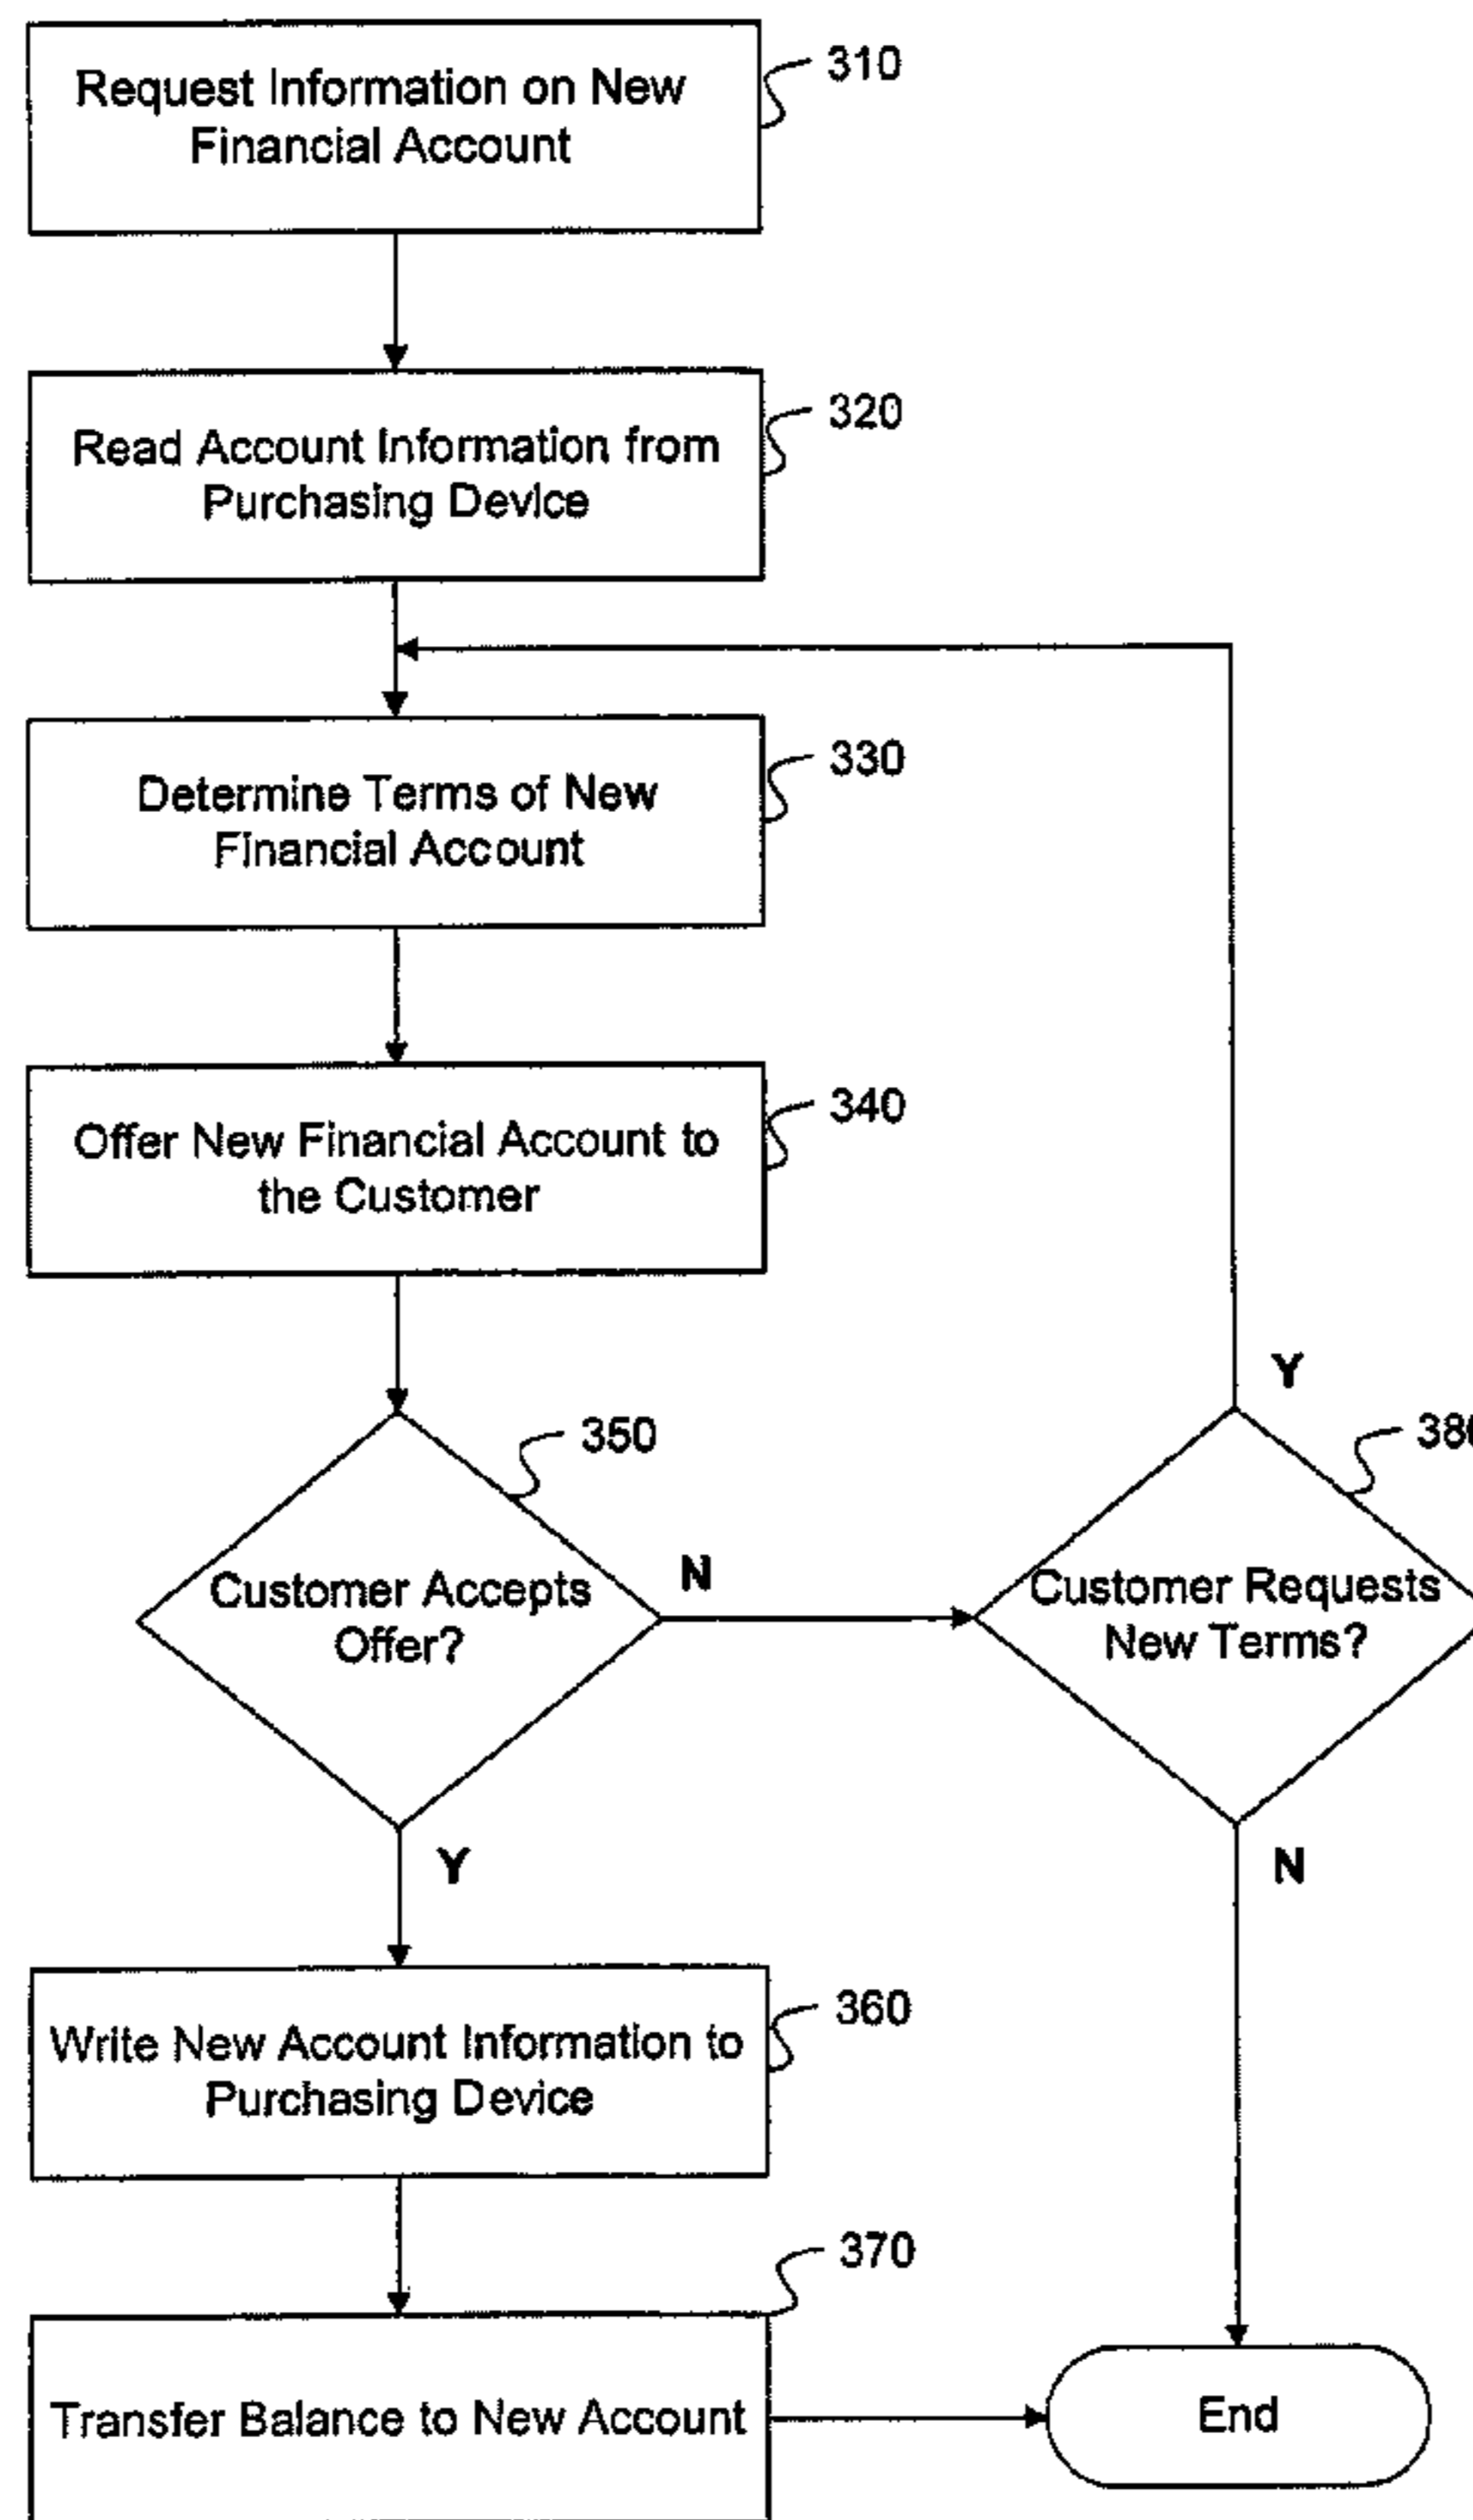 Request Information on New
Financial Account
310
Read Account Information from
Purchasing Device
320
Determine Terms of New
Financial Account
330
Offer New Financial Account to
the Customer
340
Customer Accepts
Offer?
350
N
Y
Customer Requests
New Terms?
Y
N
Write New Account Information to
Purchasing Device
360
Transfer Balance to New Account
370
End